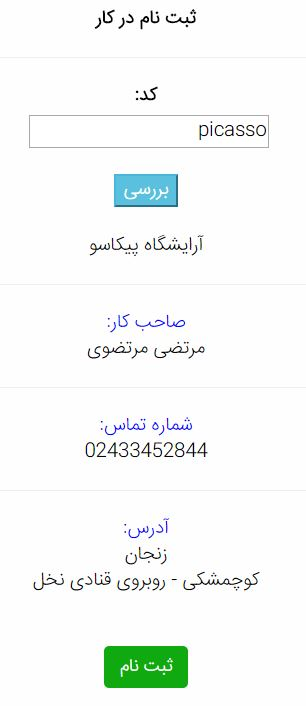 ثبت نام در کار
کد:
picasso
بررسی
آرایشگاه پیکاسو
صاحب کار:
مرتضی مرتضوی
شماره تماس:
02433452844
آدرس:
زنجان
کوچمشکی - روبروی قنادی نخل
ثبت نام